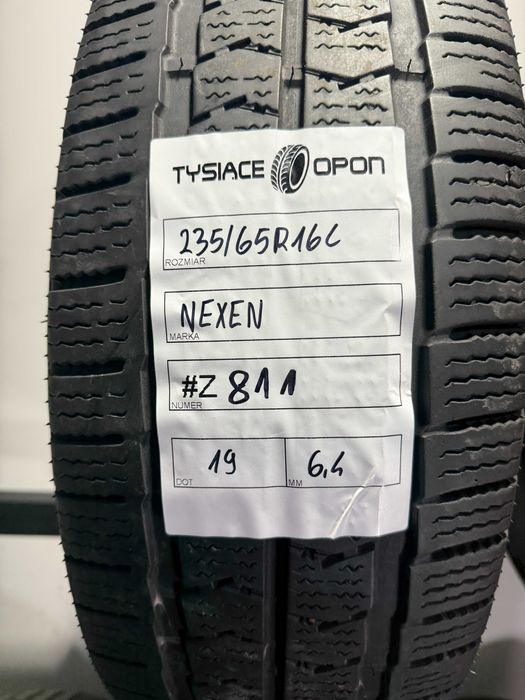 TYSIACE OPON
235/65R16C
ROZMIAR
NEXEN
MARKA
#Z 811
NUMER
19 6,4
DOT MM